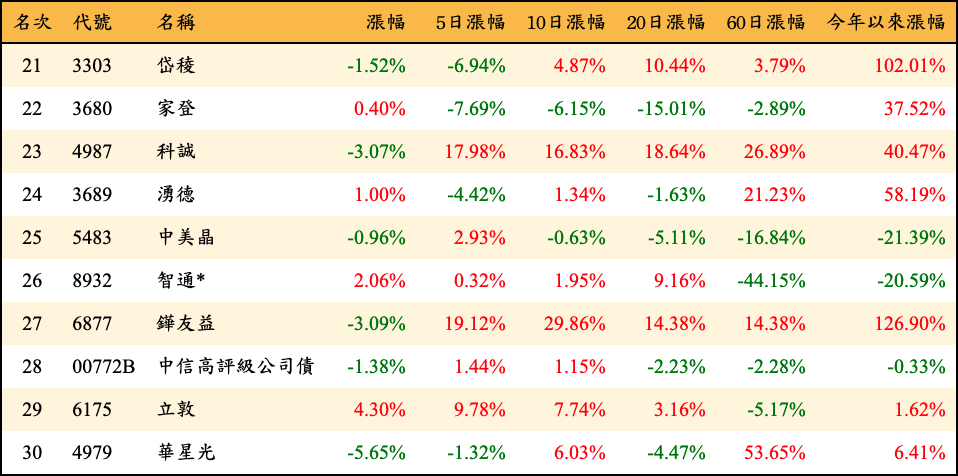 名次 代號 名稱 漲幅 5日漲幅 10日漲幅 20日漲幅 60日漲幅 今年以來漲幅
21 3303 岱稜 -1.52% -6.94% 4.87% 10.44% 3.79% 102.01%
22 3680 家登 0.40% -7.69% -6.15% -15.01% -2.89% 37.52%
23 4987 科誠 -3.07% 17.98% 16.83% 18.64% 26.89% 40.47%
24 3689 湧德 1.00% -4.42% 1.34% -1.63% 21.23% 58.19%
25 5483 中美晶 -0.96% 2.93% -0.63% -5.11% -16.84% -21.39%
26 8932 智通* 2.06% 0.32% 1.95% 9.16% -44.15% -20.59%
27 6877 鏵友益 -3.09% 19.12% 29.86% 14.38% 14.38% 126.90%
28 00772B 中信高評級公司債 -1.38% 1.44% 1.15% -2.23% -2.28% -0.33%
29 6175 立敦 4.30% 9.78% 7.74% 3.16% -5.17% 1.62%
30 4979 華星光 -5.65% -1.32% 6.03% -4.47% 53.65% 6.41%